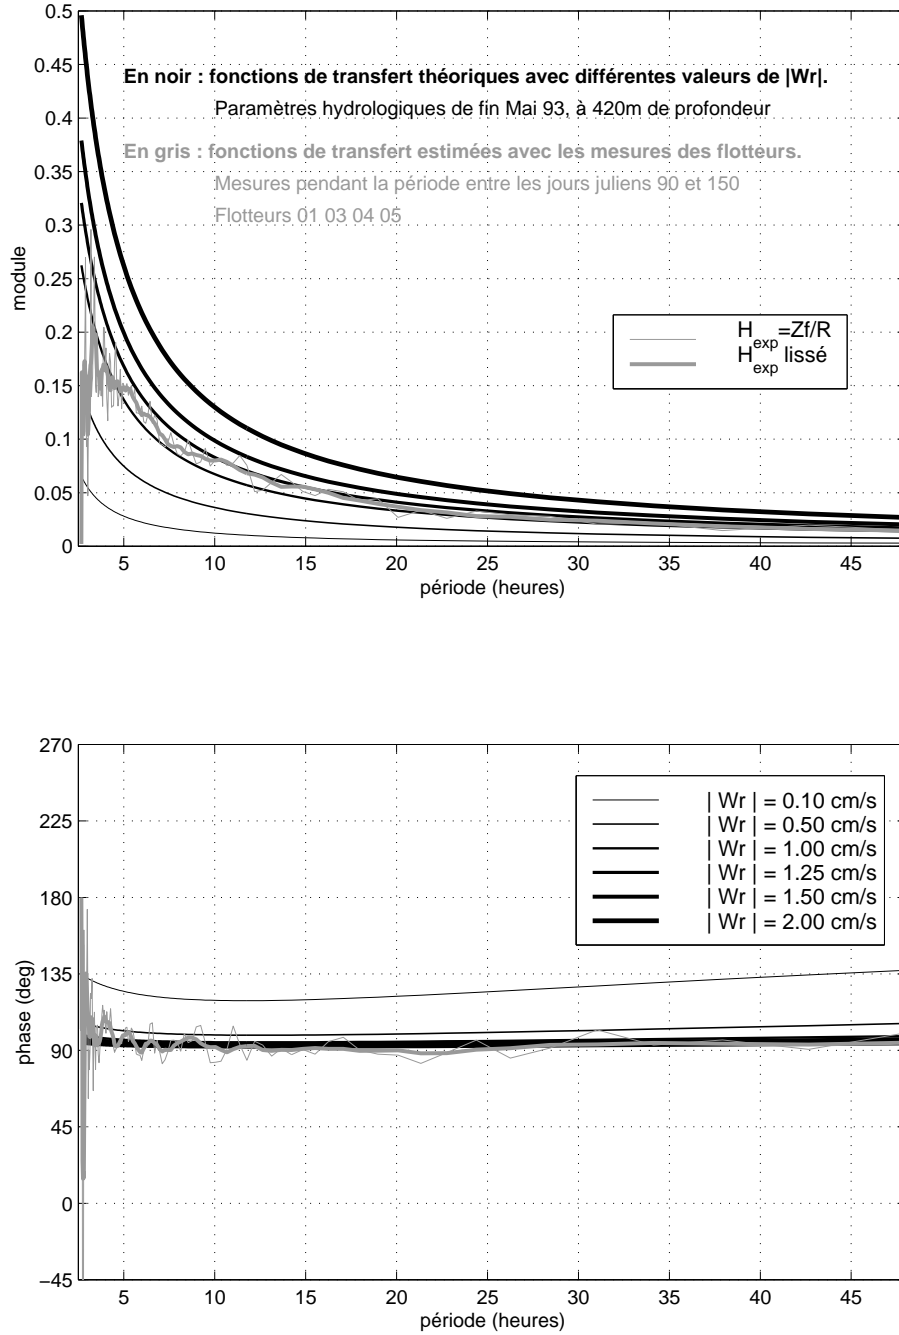 0.5
0.45
0.4
0.35
0.3
0.25
0.2
0.15
0.1
0.05
0
module
En noir : fonctions de transfert théoriques avec différentes valeurs de |Wr|.
Paramètres hydrologiques de fin Mai 93, à 420m de profondeur
En gris : fonctions de transfert estimées avec les mesures des flotteurs.
Mesures pendant la période entre les jours juliens 90 et 150
Flotteurs 01 03 04 05
H_exp=Zf/R
H_exp lissé
5 10 15 20 25 30 35 40 45
période (heures)
270
225
180
135
90
45
0
−45
phase (deg)
| Wr | = 0.10 cm/s
| Wr | = 0.50 cm/s
| Wr | = 1.00 cm/s
| Wr | = 1.25 cm/s
| Wr | = 1.50 cm/s
| Wr | = 2.00 cm/s
5 10 15 20 25 30 35 40 45
période (heures)